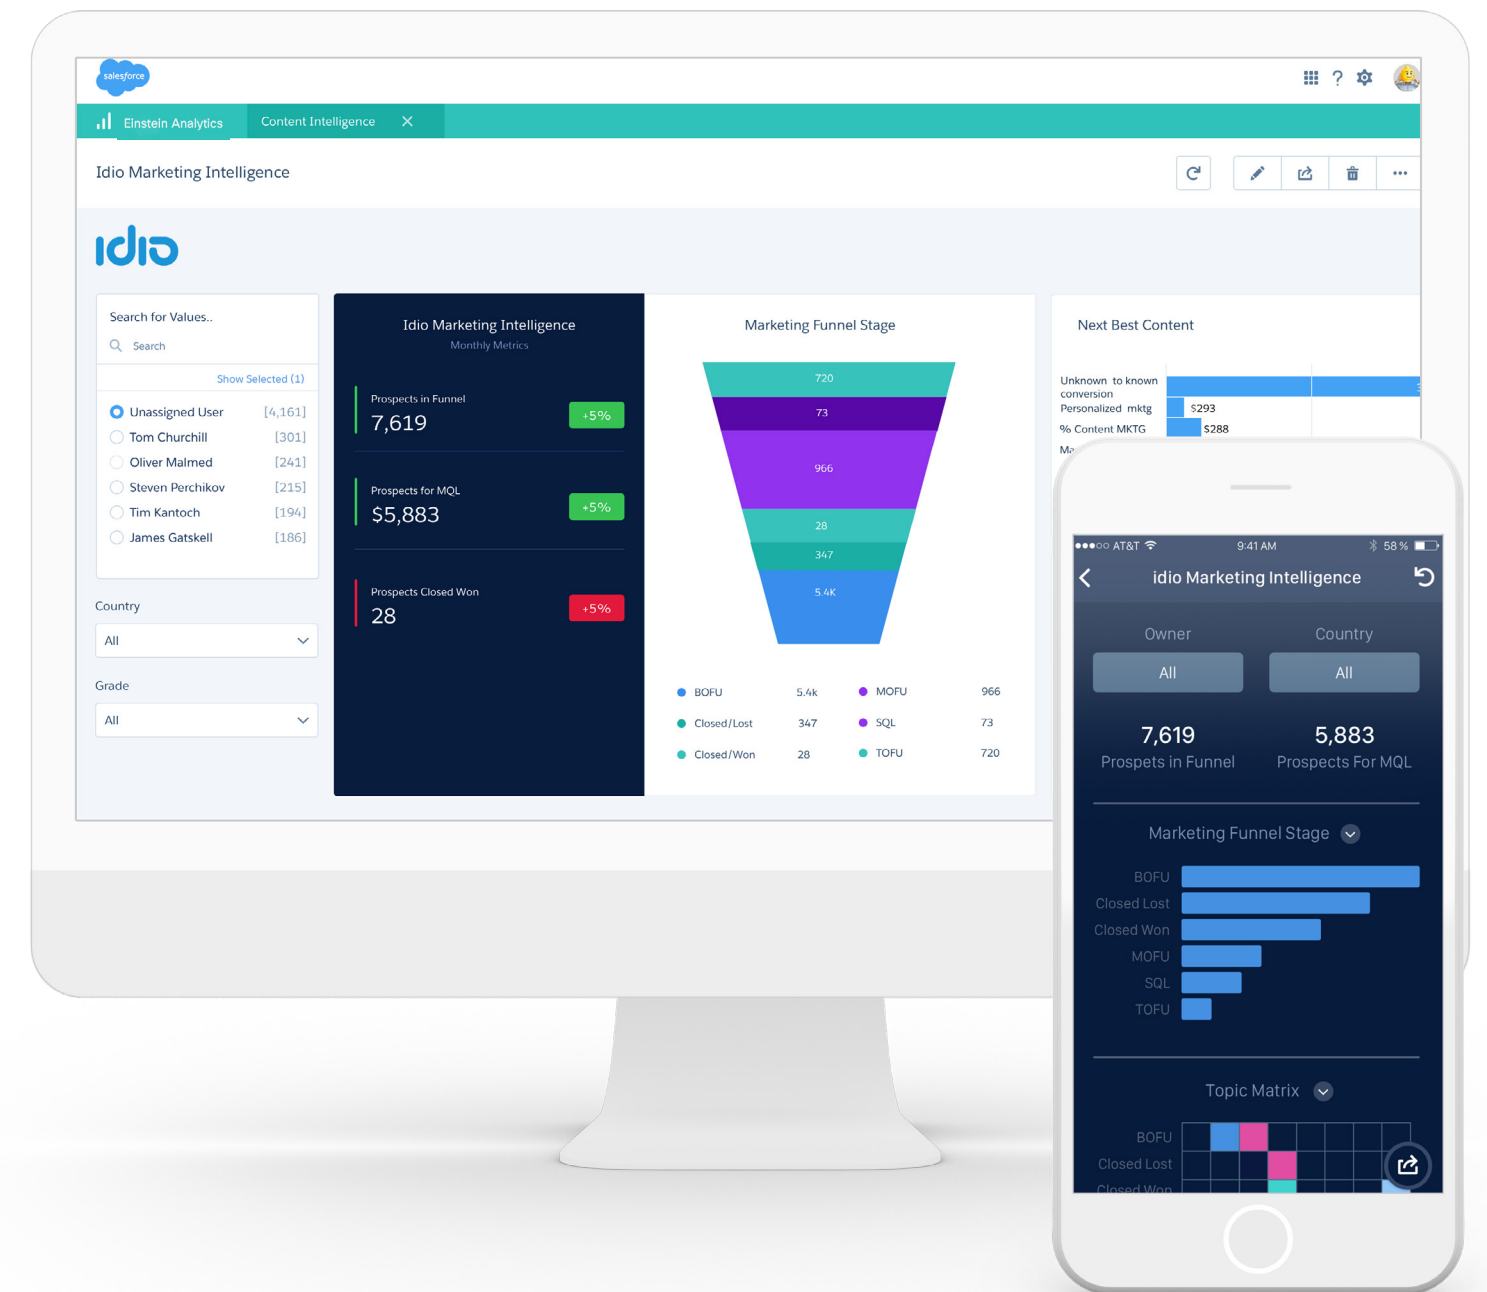 salesforce
?
Einstein Analytics
Content Intelligence
Idio Marketing Intelligence
idio
Search for Values..
Search
Show Selected (1)
Unassigned User [4,161]
Tom Churchill [301]
Oliver Malmed [241]
Steven Perchikov [215]
Tim Kantoch [194]
James Gatskell [186]
Country
All
Grade
All
Idio Marketing Intelligence
Monthly Metrics
Prospects in Funnel
7,619
+5%
Prospects for MQL
$5,883
+5%
Prospects Closed Won
28
+5%
Marketing Funnel Stage
720
73
966
28
347
5.4K
BOFU 5.4k
MOFU 966
Closed/Lost 347
SQL 73
Closed/Won 28
TOFU 720
Next Best Content
Unknown to known
conversion
Personalized mktg $293
% Content MKTG $288
AT&T 9:41 AM 58%
idio Marketing Intelligence
Owner Country
All All
7,619 5,883
Prospets in Funnel Prospects For MQL
Marketing Funnel Stage
BOFU
Closed Lost
Closed Won
MOFU
SQL
TOFU
Topic Matrix
BOFU
Closed Lost
Closed Won